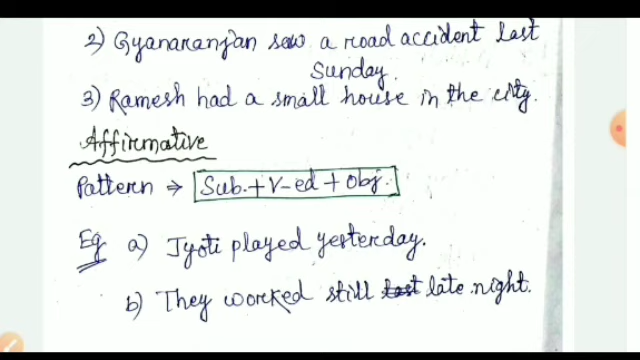 2) Gyanaranjan saw a road accident last
Sunday.
3) Ramesh had a small house in the city.
Affirmative
Pattern → Sub.+V-ed + Obj.
Eg a) Jyoti played yesterday.
b) They worked still late night.